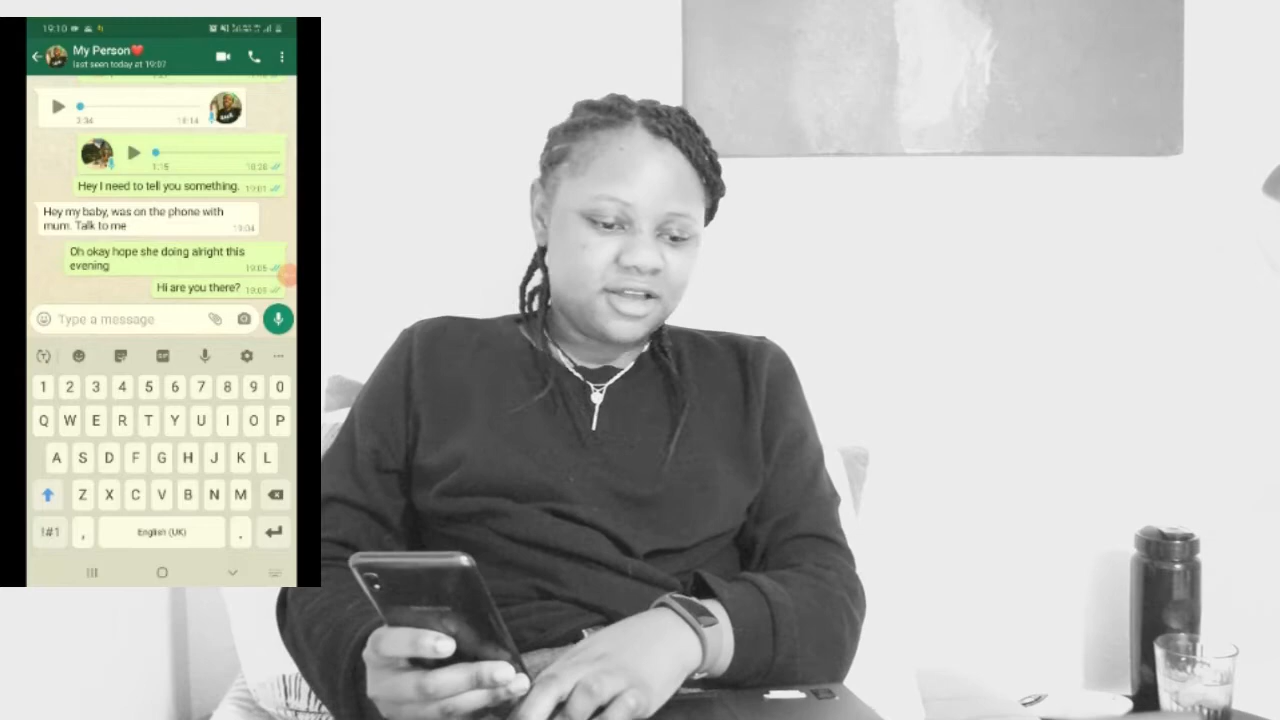 19:10
My Person❤️
last seen today at 19:07
3:34 18:14
1:15 18:28
Hey I need to tell you something. 19:01
Hey my baby, was on the phone with
mum. Talk to me 19:04
Oh okay hope she doing alright this
evening 19:05
Hi are you there? 19:09
Type a message
GIF
1 2 3 4 5 6 7 8 9 0
Q W E R T Y U I O P
A S D F G H J K L
Z X C V B N M
!#1 , English (UK) .